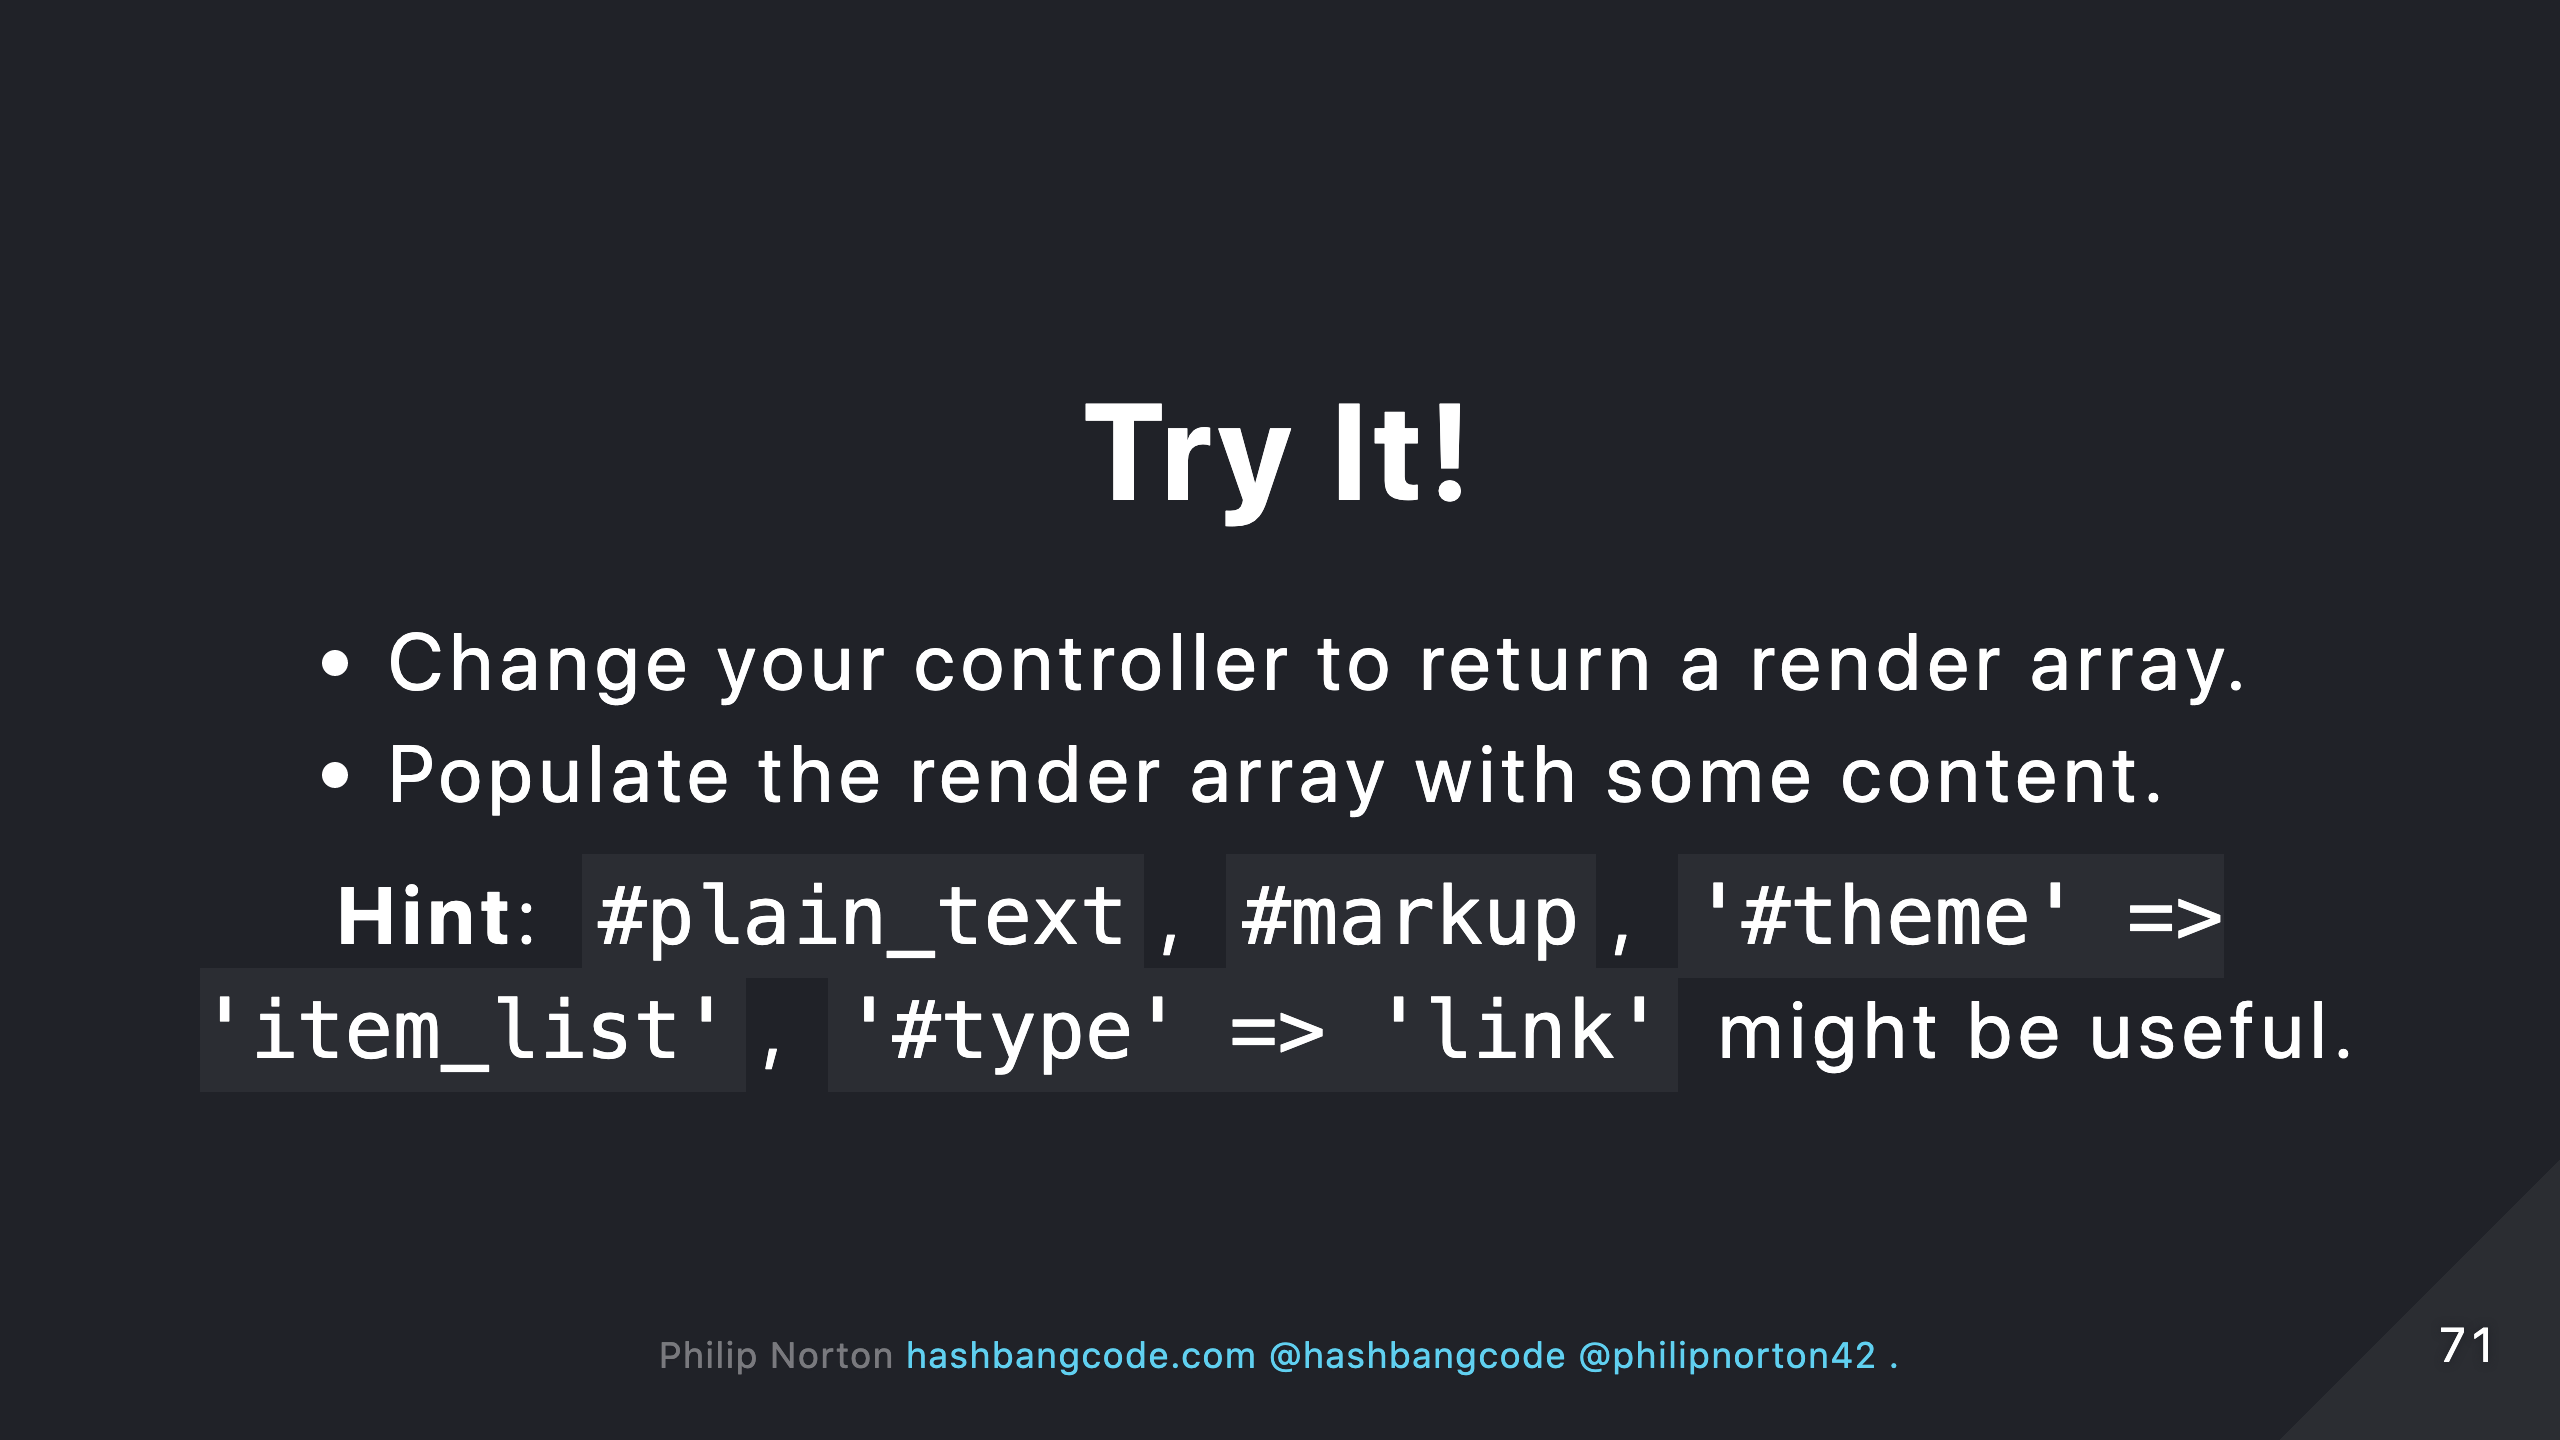 Try It!
• Change your controller to return a render array.
• Populate the render array with some content.
Hint: #plain_text , #markup , '#theme' =>
'item_list' , '#type' => 'link' might be useful.
Philip Norton hashbangcode.com @hashbangcode @philipnorton42 .
71